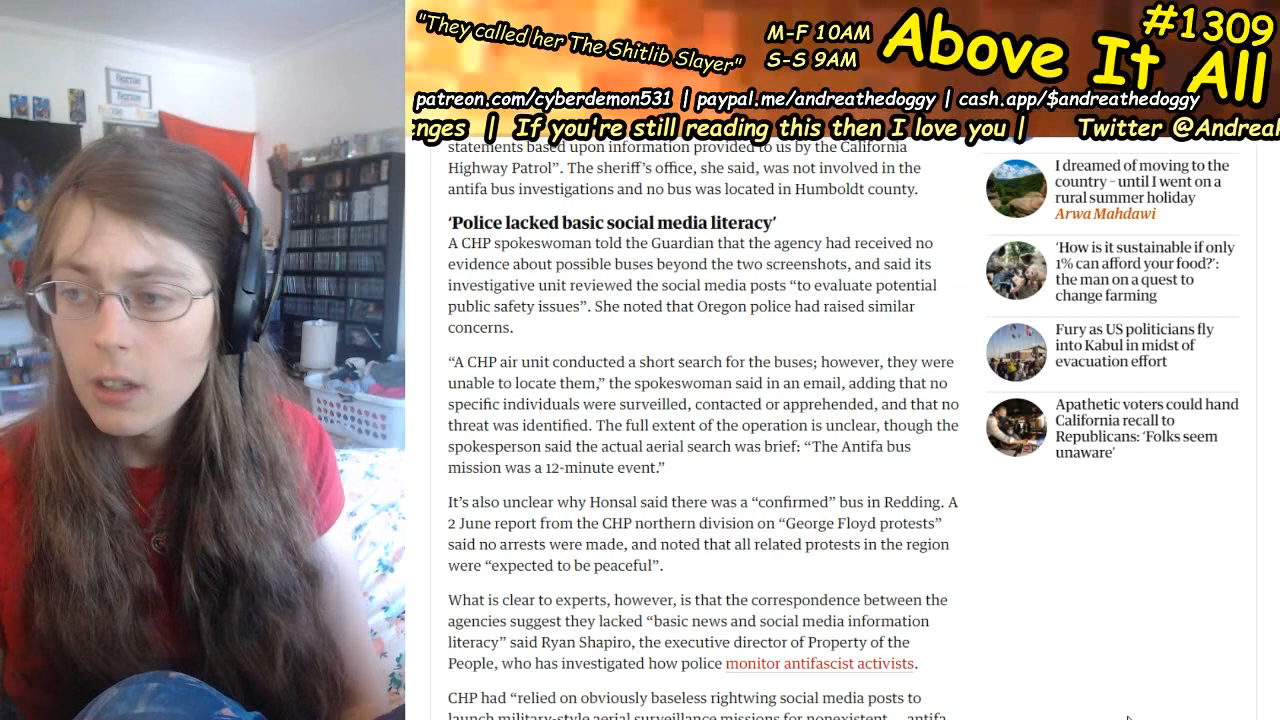 "They called her The Shitlib Slayer"
M-F 10AM
S-S 9AM
Above It All
#1309
patreon.com/cyberdemon531 | paypal.me/andreathedoggy | cash.app/$andreathedoggy
enges | If you're still reading this then I love you | Twitter @Andreal
statements based upon information provided to us by the California
Highway Patrol”. The sheriff’s office, she said, was not involved in the
antifa bus investigations and no bus was located in Humboldt county.
‘Police lacked basic social media literacy’
A CHP spokeswoman told the Guardian that the agency had received no
evidence about possible buses beyond the two screenshots, and said its
investigative unit reviewed the social media posts “to evaluate potential
public safety issues”. She noted that Oregon police had raised similar
concerns.
“A CHP air unit conducted a short search for the buses; however, they were
unable to locate them,” the spokeswoman said in an email, adding that no
specific individuals were surveilled, contacted or apprehended, and that no
threat was identified. The full extent of the operation is unclear, though the
spokesperson said the actual aerial search was brief: “The Antifa bus
mission was a 12-minute event.”
It’s also unclear why Honsal said there was a “confirmed” bus in Redding. A
2 June report from the CHP northern division on “George Floyd protests”
said no arrests were made, and noted that all related protests in the region
were “expected to be peaceful”.
What is clear to experts, however, is that the correspondence between the
agencies suggest they lacked “basic news and social media information
literacy” said Ryan Shapiro, the executive director of Property of the
People, who has investigated how police monitor antifascist activists.
CHP had “relied on obviously baseless rightwing social media posts to
launch military-style aerial surveillance missions for nonexistent … antifa
I dreamed of moving to the
country – until I went on a
rural summer holiday
Arwa Mahdawi
‘How is it sustainable if only
1% can afford your food?’:
the man on a quest to
change farming
Fury as US politicians fly
into Kabul in midst of
evacuation effort
Apathetic voters could hand
California recall to
Republicans: ‘Folks seem
unaware’
Bernie
Bernie